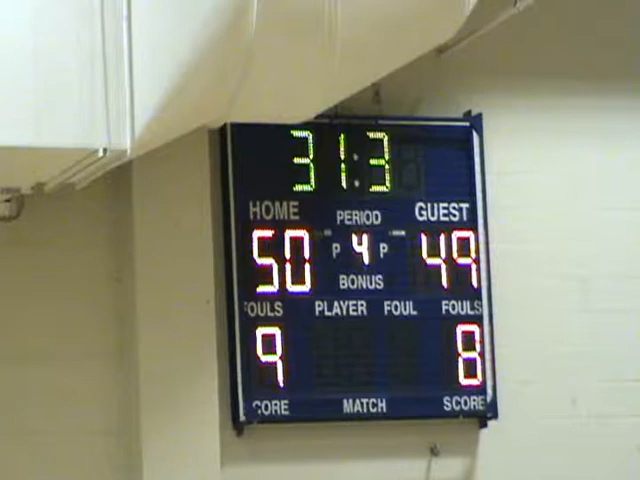 31:3
HOME PERIOD GUEST
50 P 4 P 49
BONUS
FOULS PLAYER FOUL FOULS
9 8
CORE MATCH SCORE